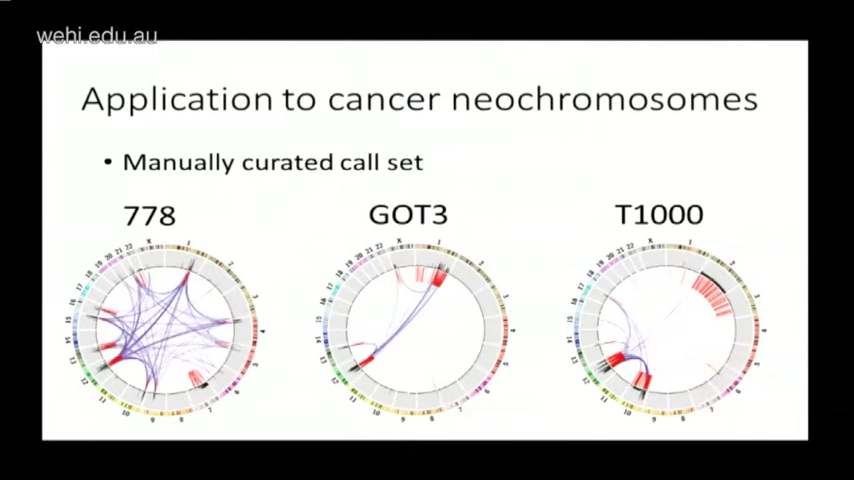 wehi.edu.au
Application to cancer neochromosomes
• Manually curated call set
778
GOT3
T1000